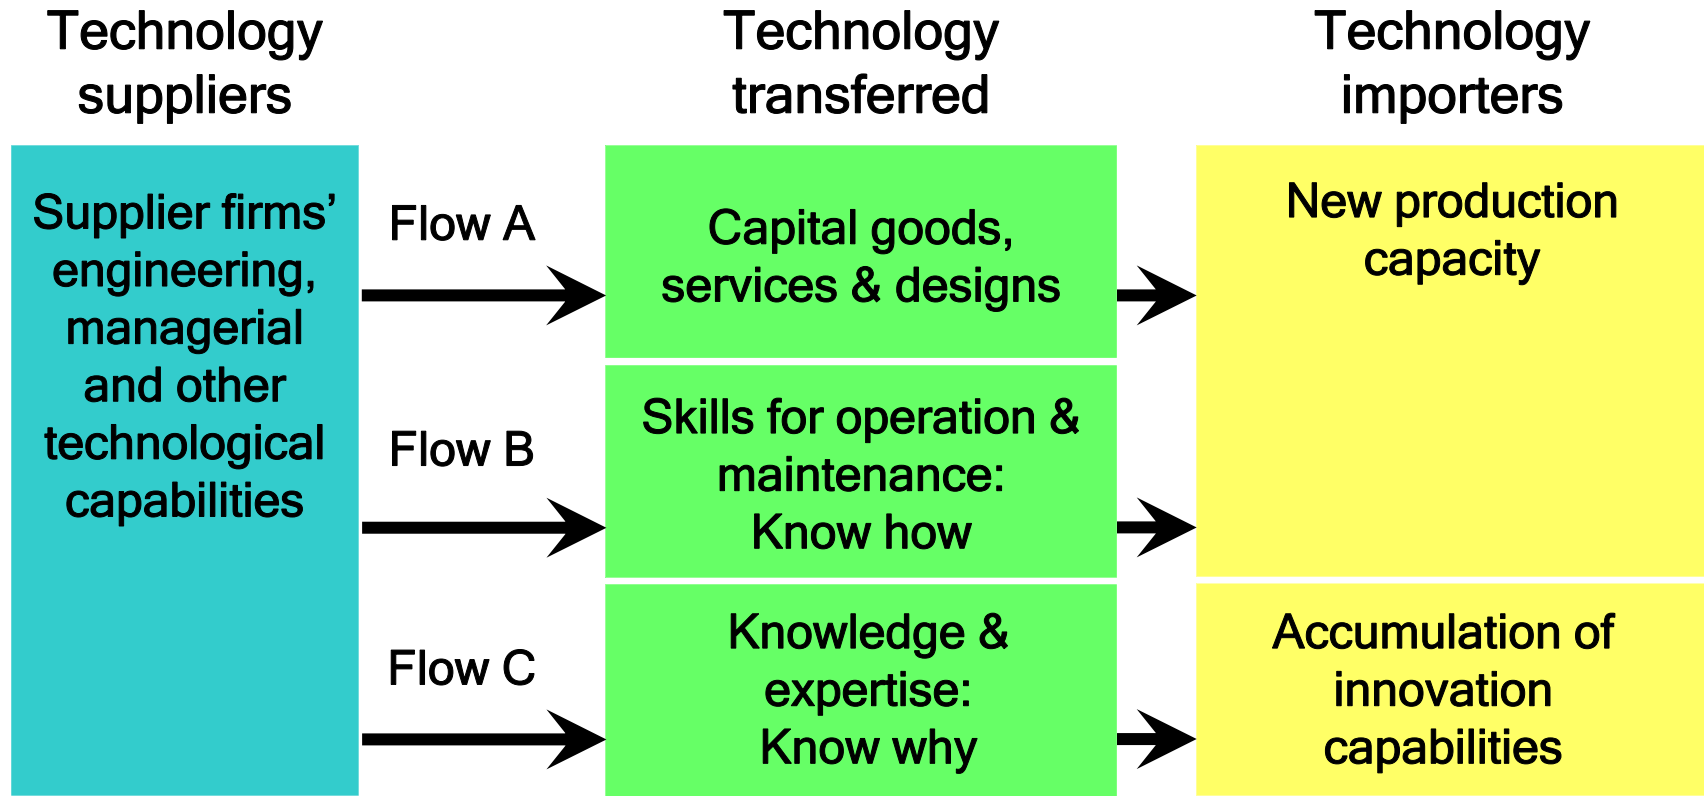 Technology
suppliers
Technology
transferred
Technology
importers
Supplier firms’
engineering,
managerial
and other
technological
capabilities
Flow A
Flow B
Flow C
Capital goods,
services & designs
Skills for operation &
maintenance:
Know how
Knowledge &
expertise:
Know why
New production
capacity
Accumulation of
innovation
capabilities